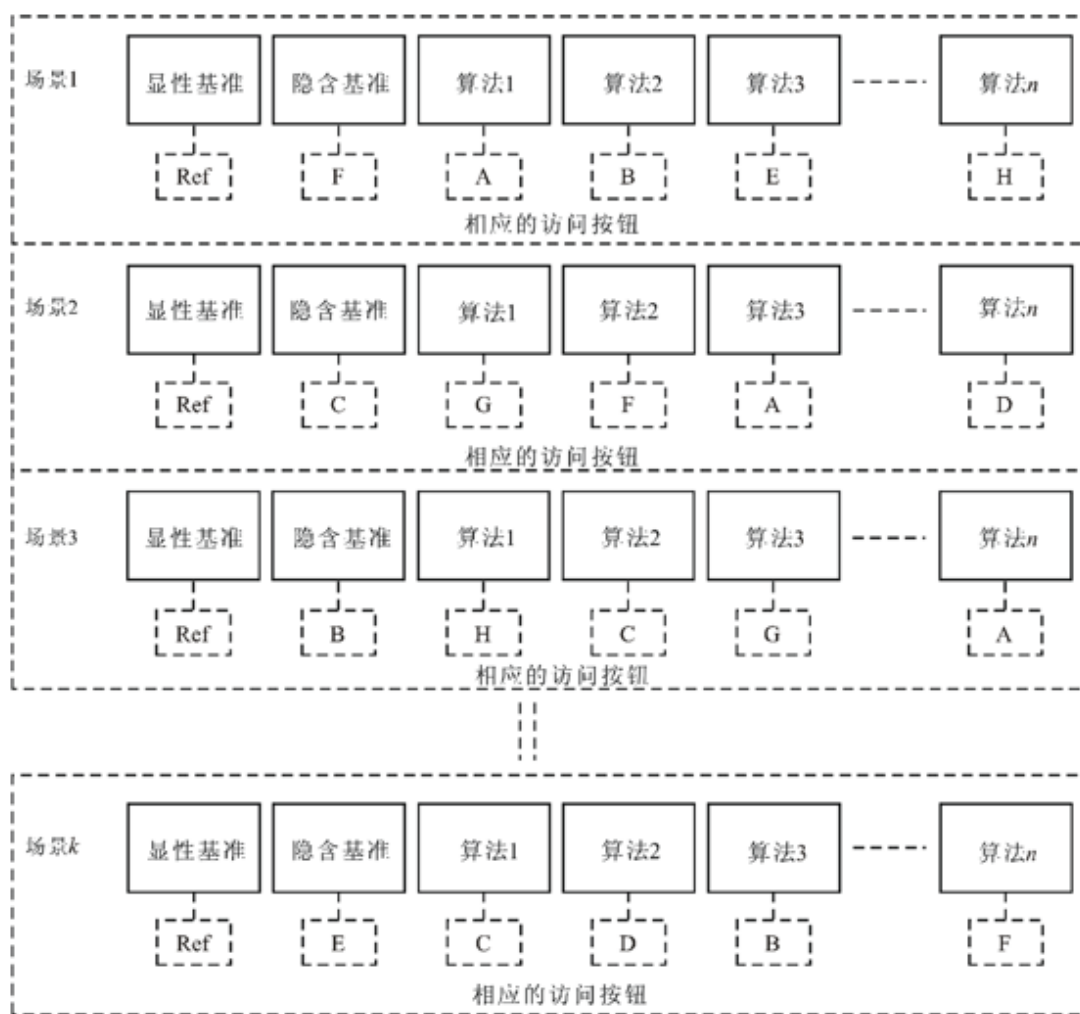 场景1 显性基准 隐含基准 算法1 算法2 算法3 算法n
Ref F A B E H
相应的访问按钮
场景2 显性基准 隐含基准 算法1 算法2 算法3 算法n
Ref C G F A D
相应的访问按钮
场景3 显性基准 隐含基准 算法1 算法2 算法3 算法n
Ref B H C G A
相应的访问按钮
场景k 显性基准 隐含基准 算法1 算法2 算法3 算法n
Ref E C D B F
相应的访问按钮